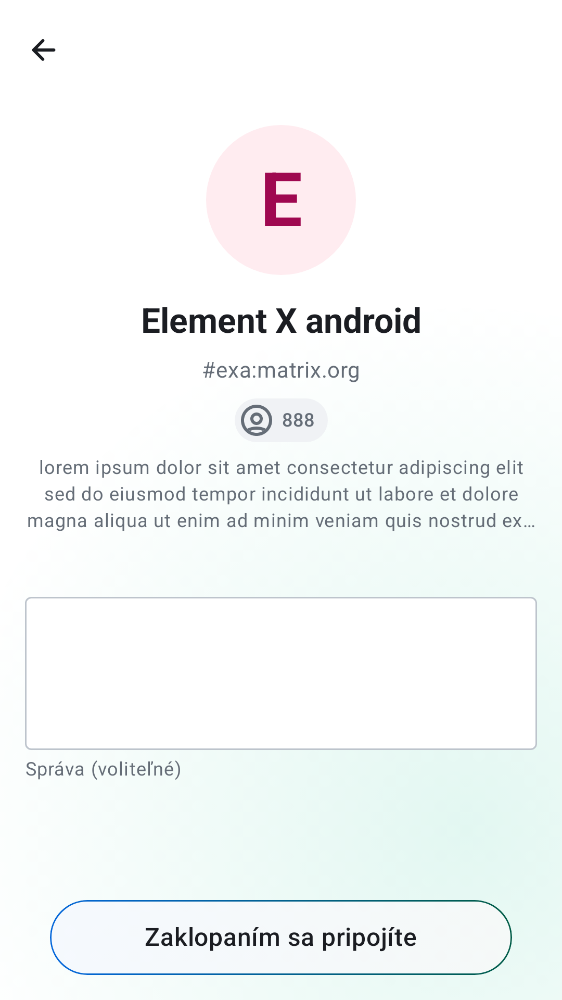 E
Element X android
#exa:matrix.org
888
lorem ipsum dolor sit amet consectetur adipiscing elit
sed do eiusmod tempor incididunt ut labore et dolore
magna aliqua ut enim ad minim veniam quis nostrud ex…
Správa (voliteľné)
Zaklopaním sa pripojíte